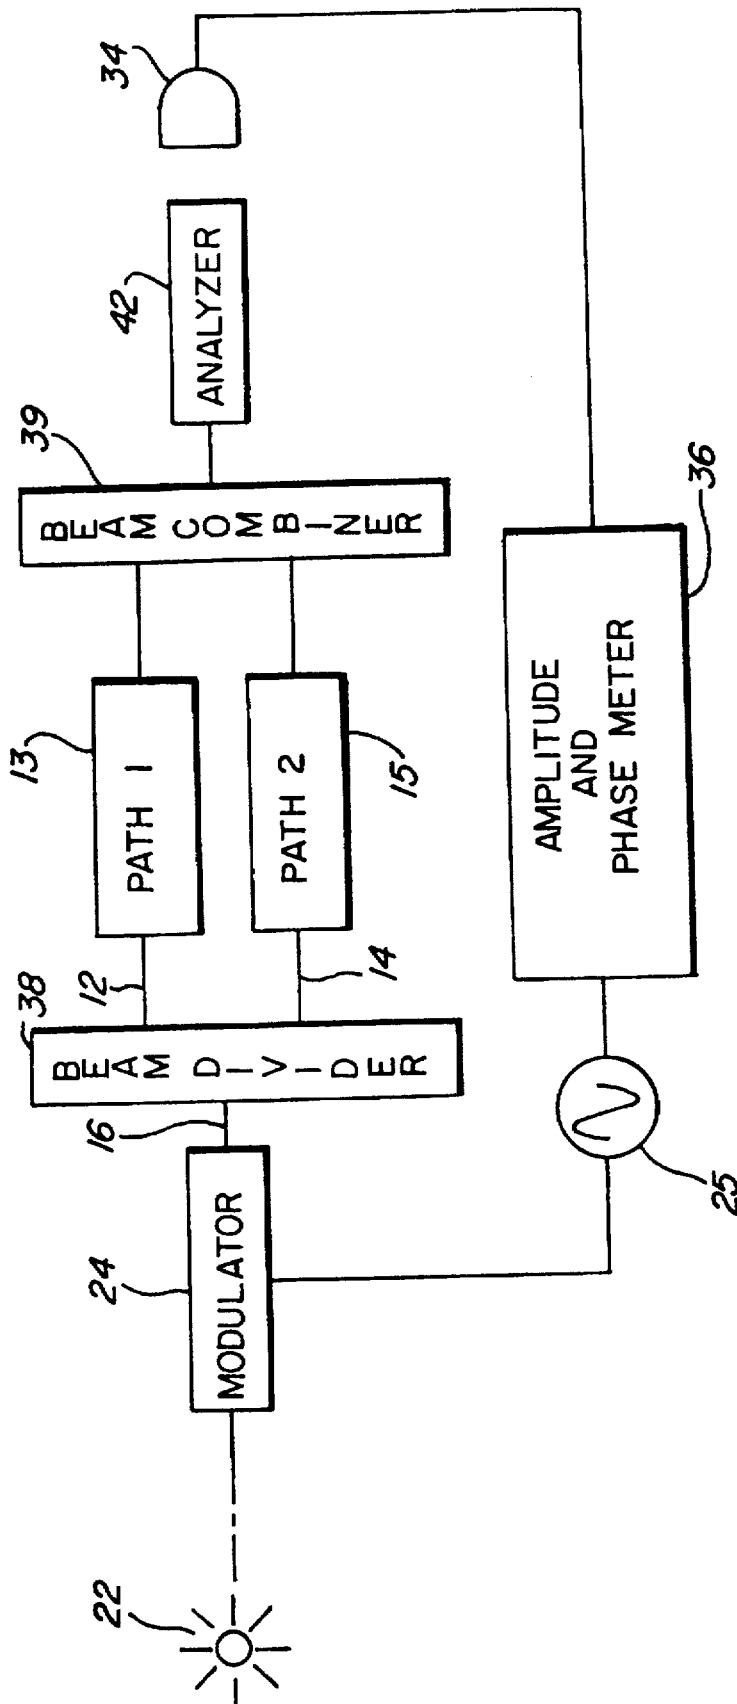 22
24
MODULATOR
16
38
BEAM DIVIDER
12
14
13
PATH 1
PATH 2
15
39
BEAM COMBINER
42
ANALYZER
34
25
AMPLITUDE
AND
PHASE METER
36